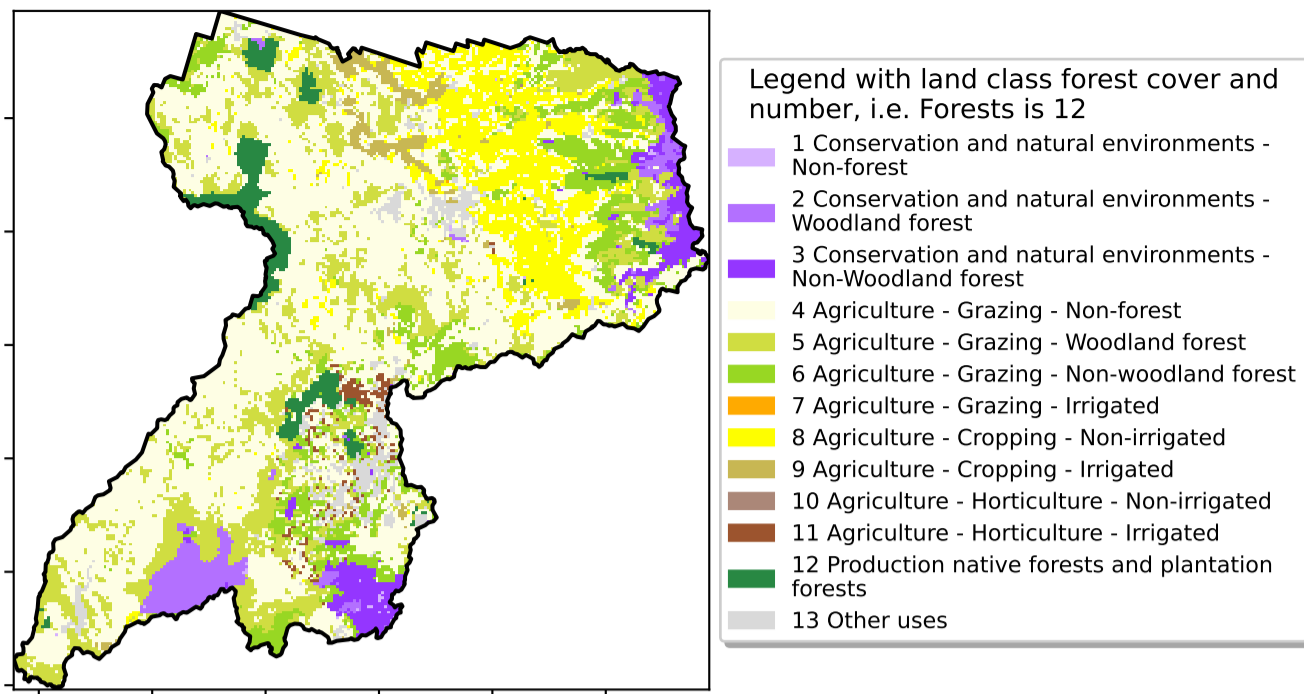 Legend with land class forest cover and
number, i.e. Forests is 12
1 Conservation and natural environments -
Non-forest
2 Conservation and natural environments -
Woodland forest
3 Conservation and natural environments -
Non-Woodland forest
4 Agriculture - Grazing - Non-forest
5 Agriculture - Grazing - Woodland forest
6 Agriculture - Grazing - Non-woodland forest
7 Agriculture - Grazing - Irrigated
8 Agriculture - Cropping - Non-irrigated
9 Agriculture - Cropping - Irrigated
10 Agriculture - Horticulture - Non-irrigated
11 Agriculture - Horticulture - Irrigated
12 Production native forests and plantation
forests
13 Other uses